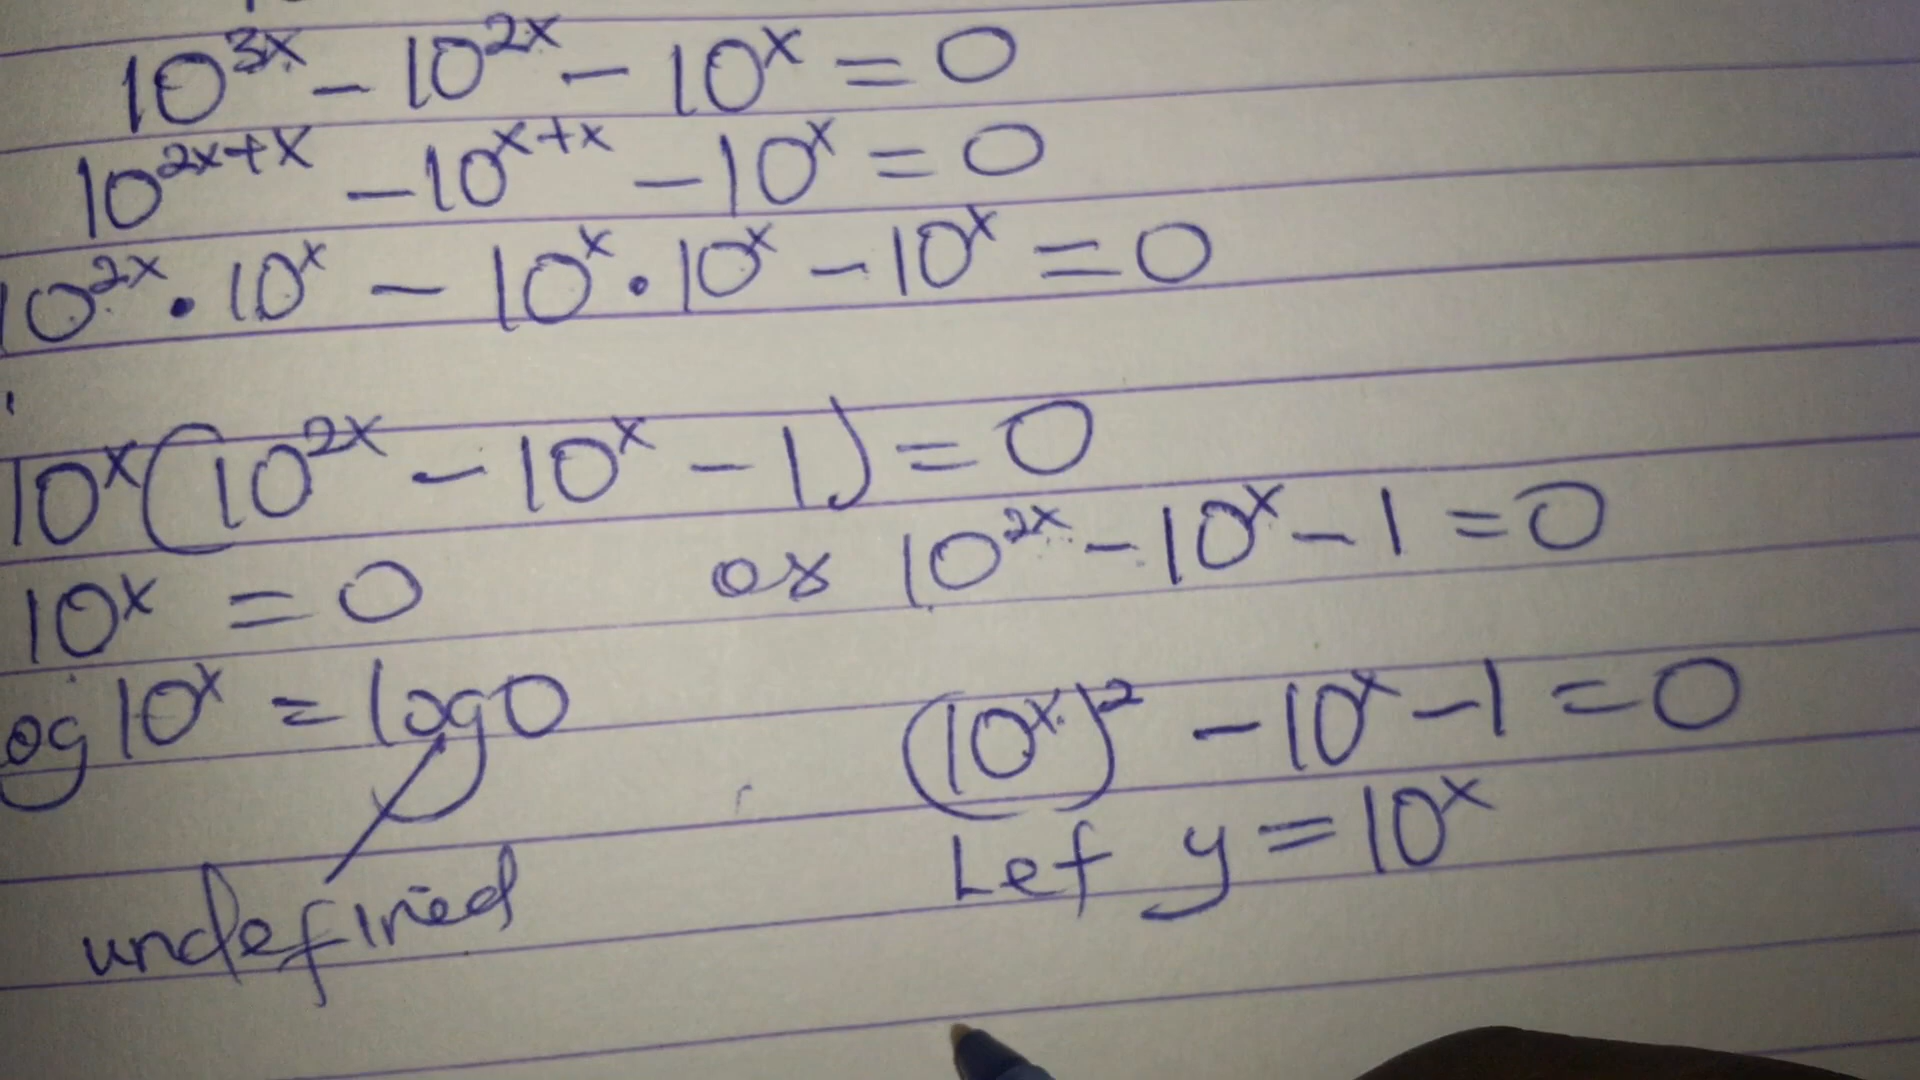 10^{3x} - 10^{2x} - 10^x = 0
10^{2x+x} - 10^{x+x} - 10^x = 0
10^{2x} • 10^x - 10^x • 10^x - 10^x = 0
10^x (10^{2x} - 10^x - 1) = 0
10^x = 0 or 10^{2x} - 10^x - 1 = 0
og 10^x = log 0 (10^x)^2 - 10^x - 1 = 0
Let y = 10^x
undefined